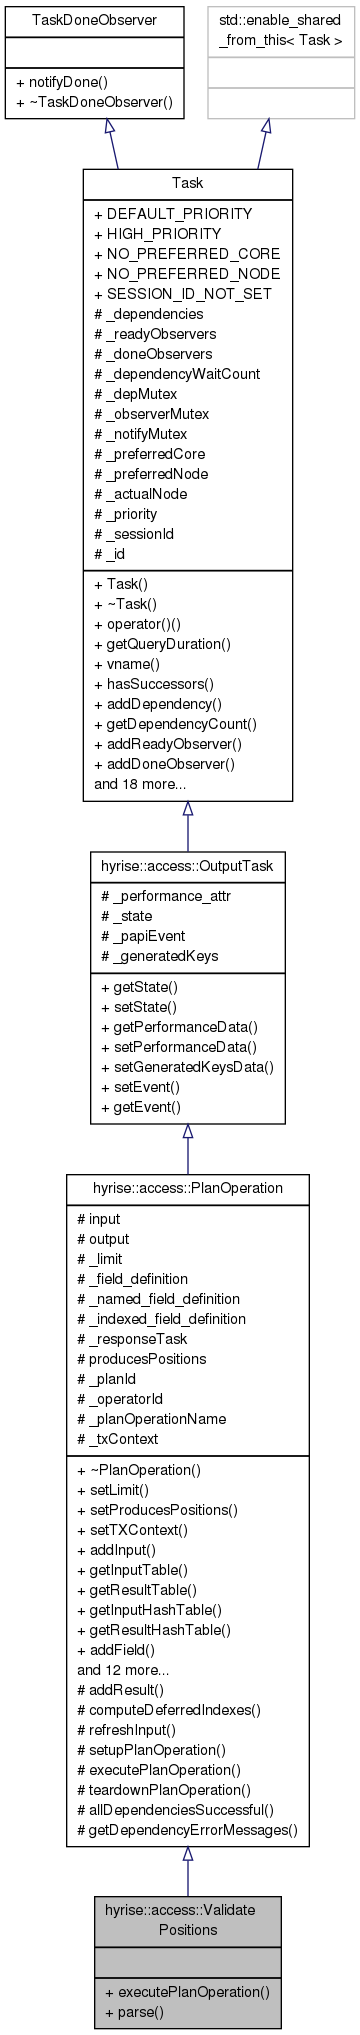 TaskDoneObserver
+ notifyDone()
+ ~TaskDoneObserver()
std::enable_shared
_from_this< Task >
Task
+ DEFAULT_PRIORITY
+ HIGH_PRIORITY
+ NO_PREFERRED_CORE
+ NO_PREFERRED_NODE
+ SESSION_ID_NOT_SET
# _dependencies
# _readyObservers
# _doneObservers
# _dependencyWaitCount
# _depMutex
# _observerMutex
# _notifyMutex
# _preferredCore
# _preferredNode
# _actualNode
# _priority
# _sessionId
# _id
+ Task()
+ ~Task()
+ operator()()
+ getQueryDuration()
+ vname()
+ hasSuccessors()
+ addDependency()
+ getDependencyCount()
+ addReadyObserver()
+ addDoneObserver()
and 18 more...
hyrise::access::OutputTask
# _performance_attr
# _state
# _papiEvent
# _generatedKeys
+ getState()
+ setState()
+ getPerformanceData()
+ setPerformanceData()
+ setGeneratedKeysData()
+ setEvent()
+ getEvent()
hyrise::access::PlanOperation
# input
# output
# _limit
# _field_definition
# _named_field_definition
# _indexed_field_definition
# _responseTask
# producesPositions
# _planId
# _operatorId
# _planOperationName
# _txContext
+ ~PlanOperation()
+ setLimit()
+ setProducesPositions()
+ setTXContext()
+ addInput()
+ getInputTable()
+ getResultTable()
+ getInputHashTable()
+ getResultHashTable()
+ addField()
and 12 more...
# addResult()
# computeDeferredIndexes()
# refreshInput()
# setupPlanOperation()
# executePlanOperation()
# teardownPlanOperation()
# allDependenciesSuccessful()
# getDependencyErrorMessages()
hyrise::access::Validate
Positions
+ executePlanOperation()
+ parse()